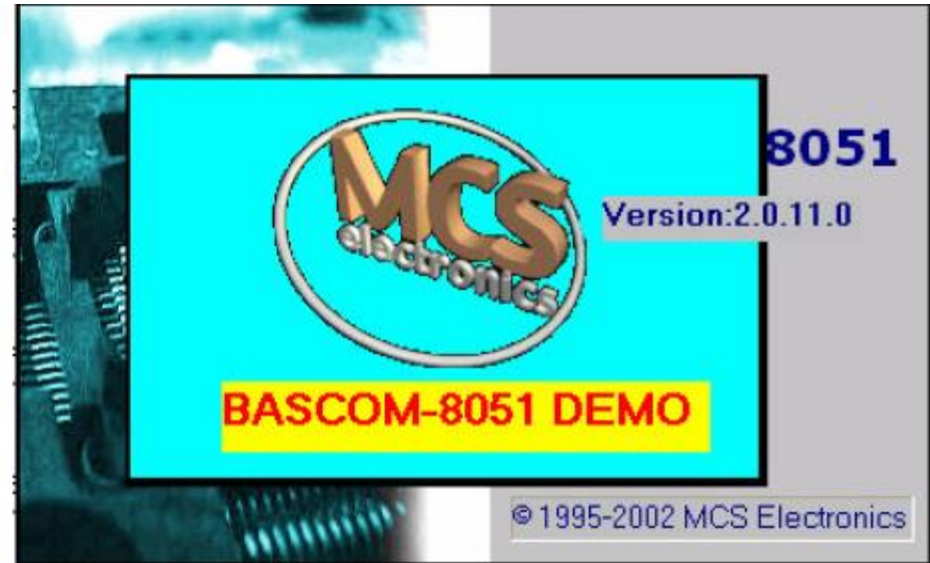 8051
Version:2.0.11.0
MCS
electronics
BASCOM-8051 DEMO
© 1995-2002 MCS Electronics